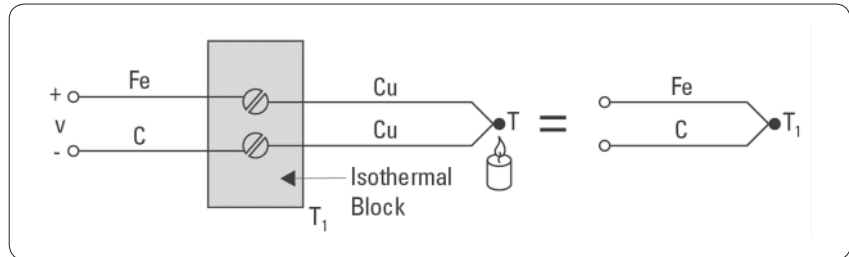 Fe
Cu
Fe
+
v
T
=
T₁
C
Cu
C
-
Isothermal
Block
T₁